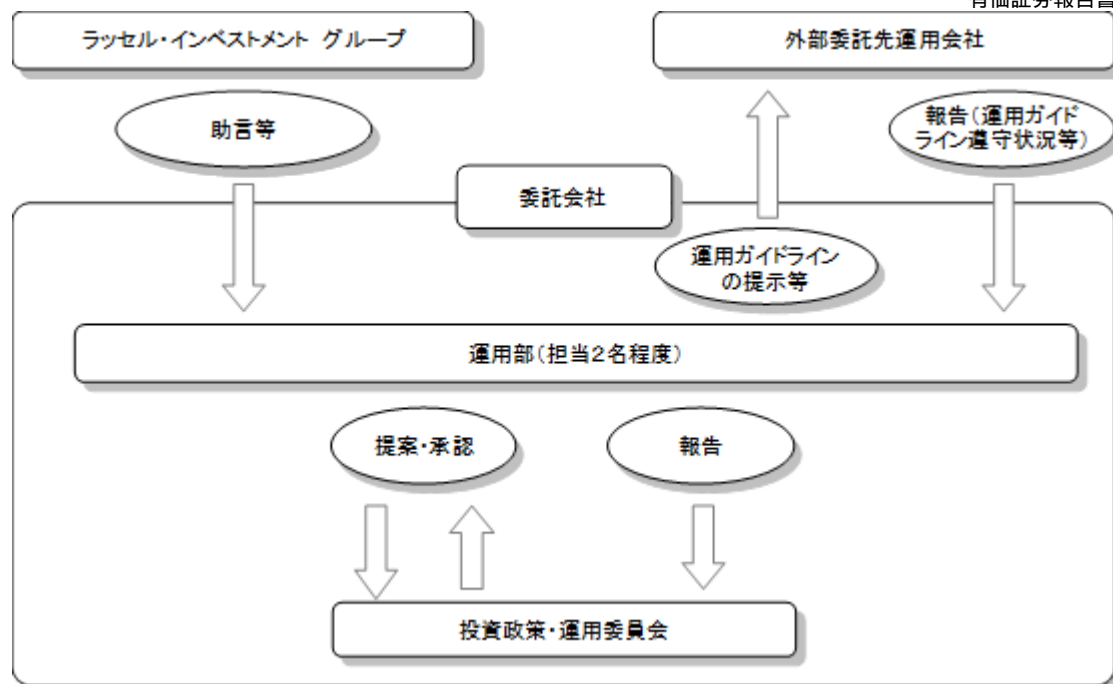 有価証券報告書
ラッセル・インベストメント グループ
外部委託先運用会社
助言等
報告(運用ガイド
ライン遵守状況等)
委託会社
運用ガイドライン
の提示等
運用部(担当2名程度)
提案・承認
報告
投資政策・運用委員会